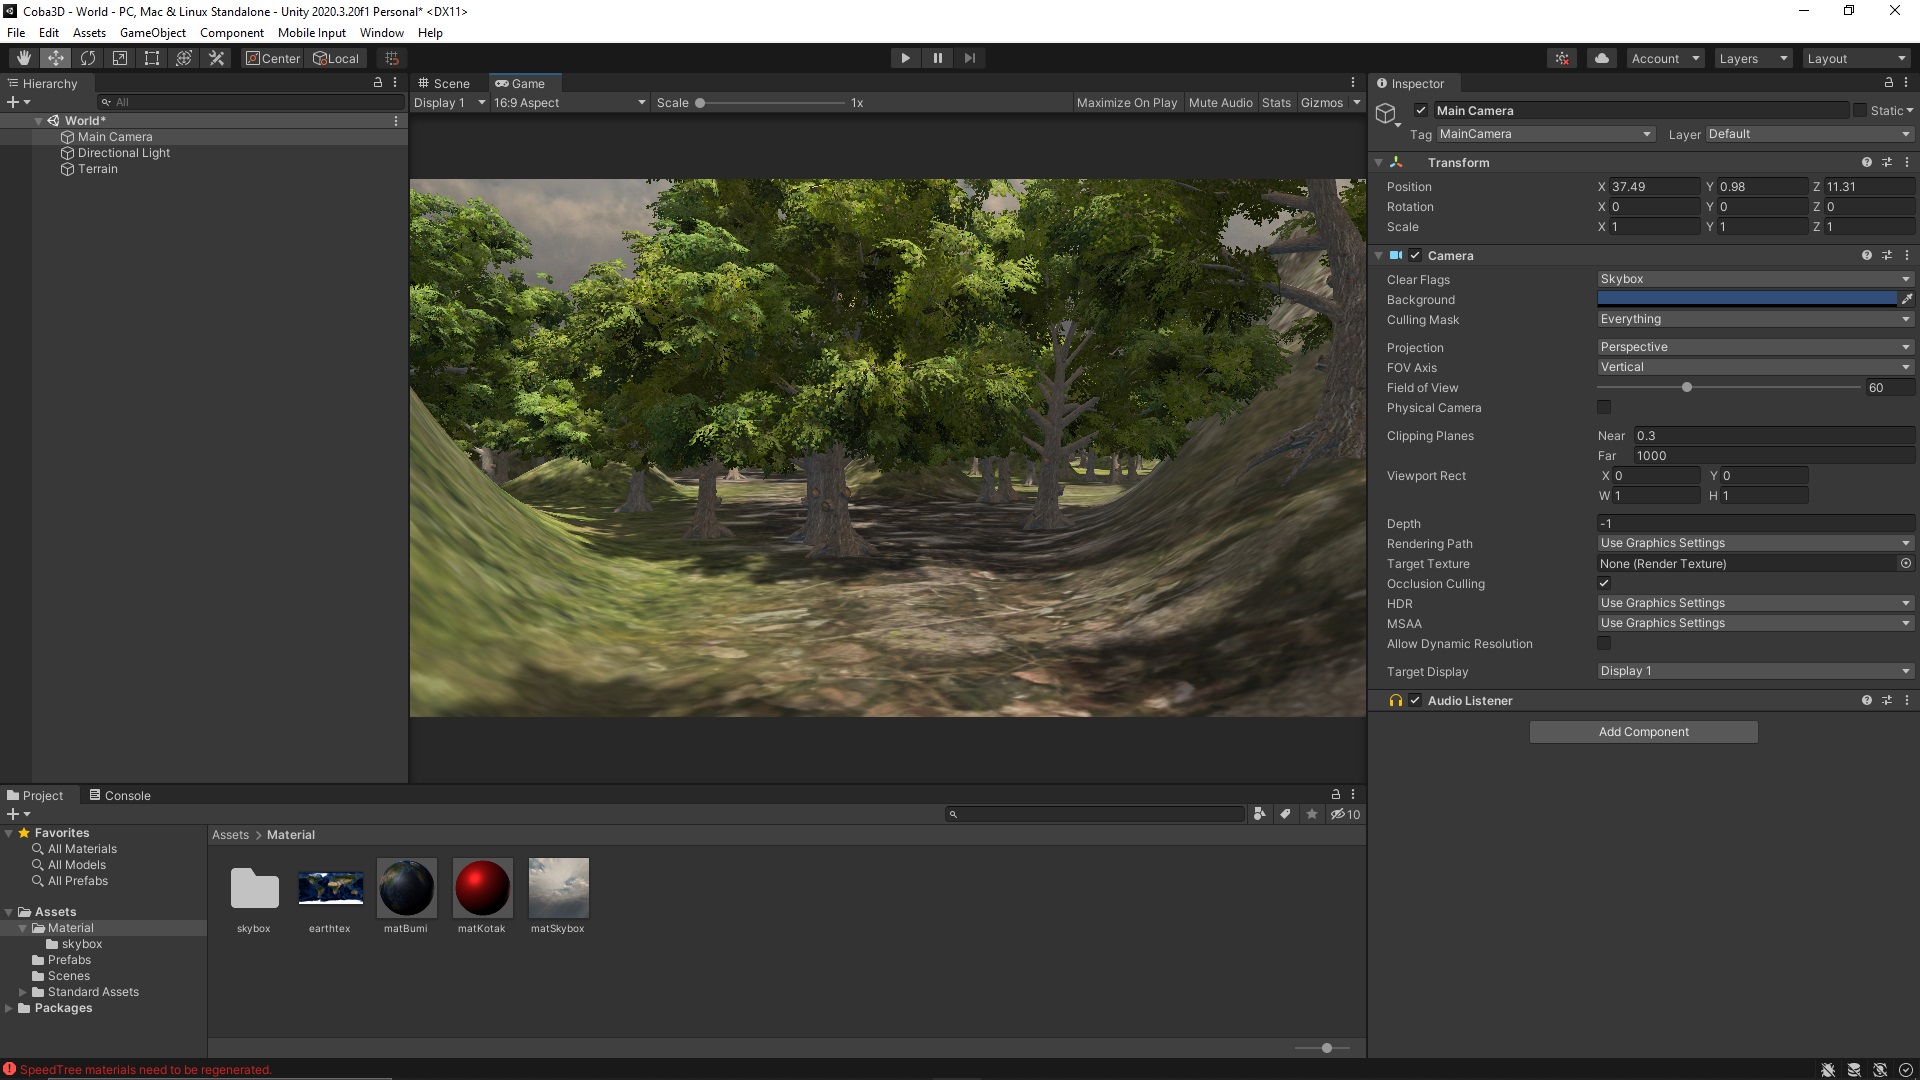 Coba3D - World - PC, Mac & Linux Standalone - Unity 2020.3.20f1 Personal* <DX11>
File Edit Assets GameObject Component Mobile Input Window Help
Center Local Account Layers Layout
Hierarchy
All
World*
Main Camera
Directional Light
Terrain
Scene Game
Display 1 16:9 Aspect Scale 1x Maximize On Play Mute Audio Stats Gizmos
Inspector
Main Camera Static
Tag MainCamera Layer Default
Transform
Position X 37.49 Y 0.98 Z 11.31
Rotation X 0 Y 0 Z 0
Scale X 1 Y 1 Z 1
Camera
Clear Flags Skybox
Background
Culling Mask Everything
Projection Perspective
FOV Axis Vertical
Field of View 60
Physical Camera
Clipping Planes Near 0.3
Far 1000
Viewport Rect X 0 Y 0
W 1 H 1
Depth -1
Rendering Path Use Graphics Settings
Target Texture None (Render Texture)
Occlusion Culling
HDR Use Graphics Settings
MSAA Use Graphics Settings
Allow Dynamic Resolution
Target Display Display 1
Audio Listener
Add Component
Project Console
10
Favorites
All Materials
All Models
All Prefabs
Assets
Material
skybox
Prefabs
Scenes
Standard Assets
Packages
Assets > Material
skybox earthtex matBumi matKotak matSkybox
SpeedTree materials need to be regenerated.